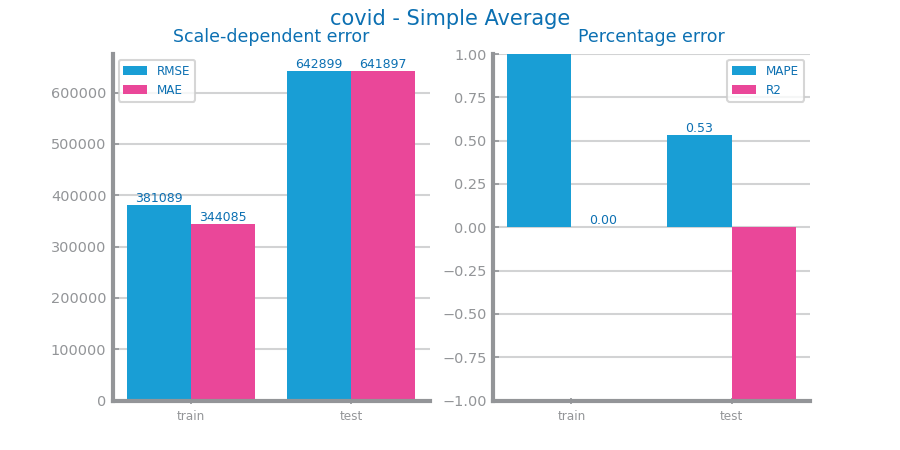 covid - Simple Average
Scale-dependent error
RMSE
MAE
600000
500000
400000
300000
200000
100000
0
381089
344085
642899
641897
train
test
Percentage error
MAPE
R2
1.00
0.75
0.50
0.25
0.00
−0.25
−0.50
−0.75
−1.00
0.00
0.53
train
test